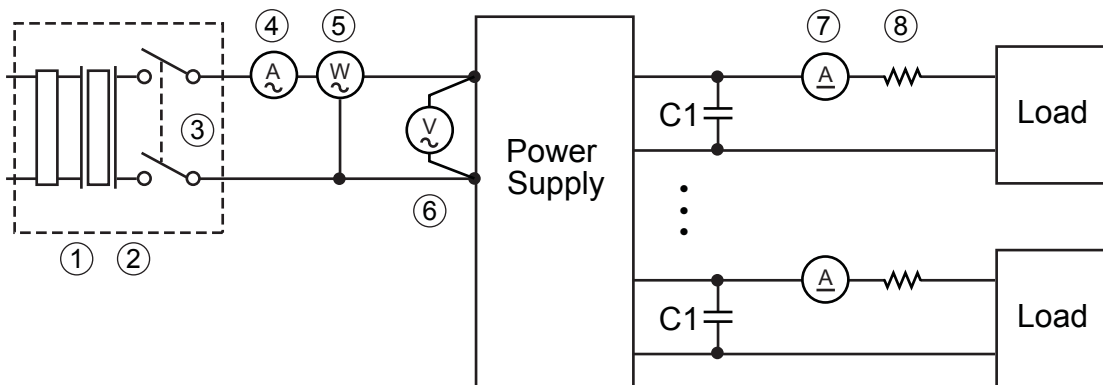 ④ ⑤ ⑦ ⑧
A W A
③ V C1 Load
Power
Supply
⑥
① ②
A
C1 Load